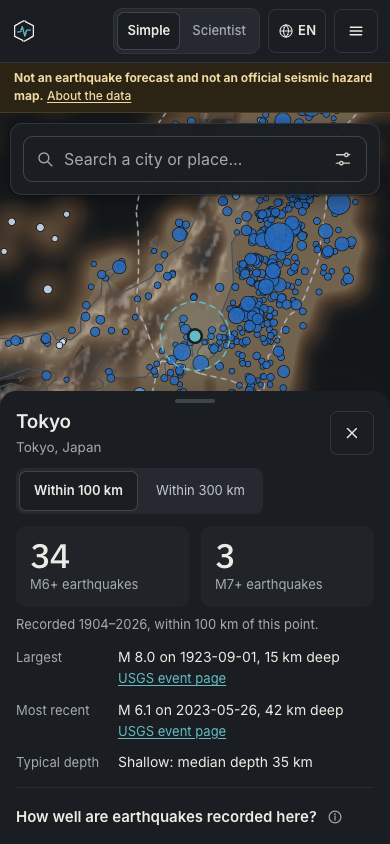 Simple
Scientist
EN
Not an earthquake forecast and not an official seismic hazard
map. About the data
Search a city or place...
Tokyo
Tokyo, Japan
Within 100 km
Within 300 km
34
M6+ earthquakes
3
M7+ earthquakes
Recorded 1904–2026, within 100 km of this point.
Largest
M 8.0 on 1923-09-01, 15 km deep
USGS event page
Most recent
M 6.1 on 2023-05-26, 42 km deep
USGS event page
Typical depth
Shallow: median depth 35 km
How well are earthquakes recorded here?